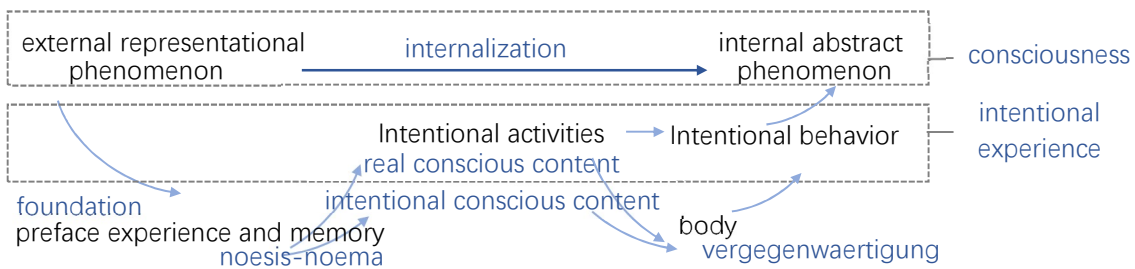 external representational
phenomenon
internalization
internal abstract
phenomenon
consciousness
Intentional activities
real conscious content
Intentional behavior
intentional
experience
intentional conscious content
foundation
preface experience and memory
noesis-noema
body
vergegenwaertigung